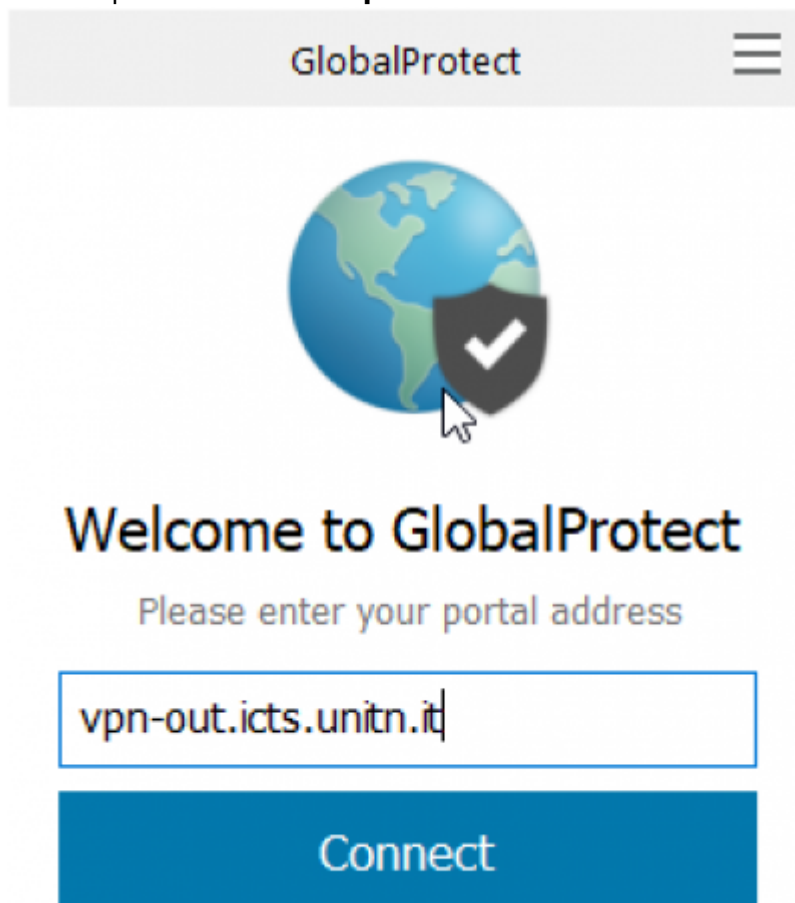 GlobalProtect
Welcome to GlobalProtect
Please enter your portal address
vpn-out.icts.unitn.it
Connect